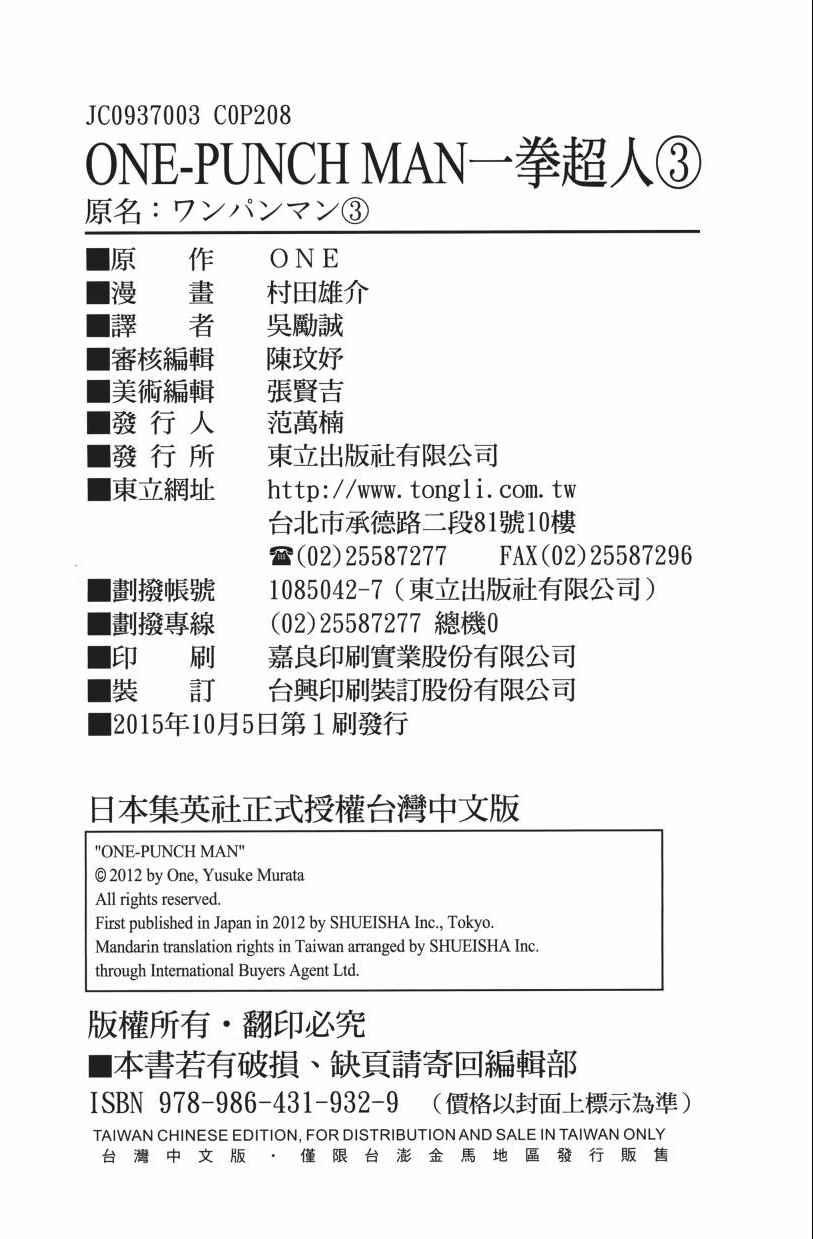 JC0937003 C0P208
ONE-PUNCH MAN一拳超人③
原名：ワンパンマン③
■原　　作　ＯＮＥ
■漫　　畫　村田雄介
■譯　　者　吳勵誠
■審核編輯　陳玟妤
■美術編輯　張賢吉
■發 行 人　范萬楠
■發 行 所　東立出版社有限公司
■東立網址　http://www.tongli.com.tw
台北市承德路二段81號10樓
☎(02)25587277　FAX(02)25587296
■劃撥帳號　1085042-7（東立出版社有限公司）
■劃撥專線　(02)25587277 總機0
■印　　刷　嘉良印刷實業股份有限公司
■裝　　訂　台興印刷裝訂股份有限公司
■2015年10月5日第１刷發行
日本集英社正式授權台灣中文版
"ONE-PUNCH MAN"
© 2012 by One, Yusuke Murata
All rights reserved.
First published in Japan in 2012 by SHUEISHA Inc., Tokyo.
Mandarin translation rights in Taiwan arranged by SHUEISHA Inc.
through International Buyers Agent Ltd.
版權所有・翻印必究
■本書若有破損、缺頁請寄回編輯部
ISBN 978-986-431-932-9　（價格以封面上標示為準）
TAIWAN CHINESE EDITION, FOR DISTRIBUTION AND SALE IN TAIWAN ONLY
台灣中文版・僅限台澎金馬地區發行販售